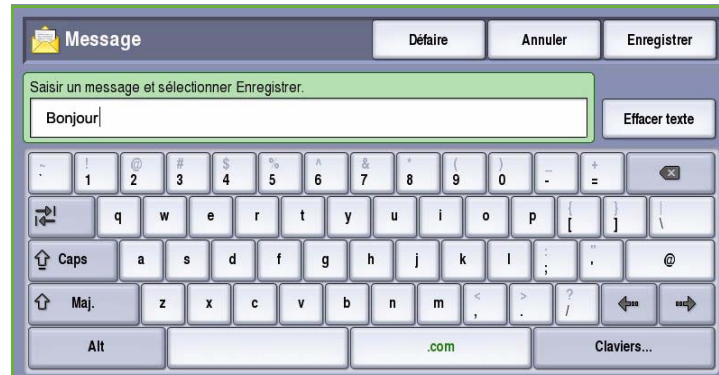 Message Défaire Annuler Enregistrer
Saisir un message et sélectionner Enregistrer.
Bonjour Effacer texte
~ ! @ # $ % ^ & * ( ) _ +
` 1 2 3 4 5 6 7 8 9 0 - =
q w e r t y u i o p { [ } ] | \
Caps a s d f g h j k l : ; " ' @
Maj. z x c v b n m < , > . ? /
Alt .com Claviers...